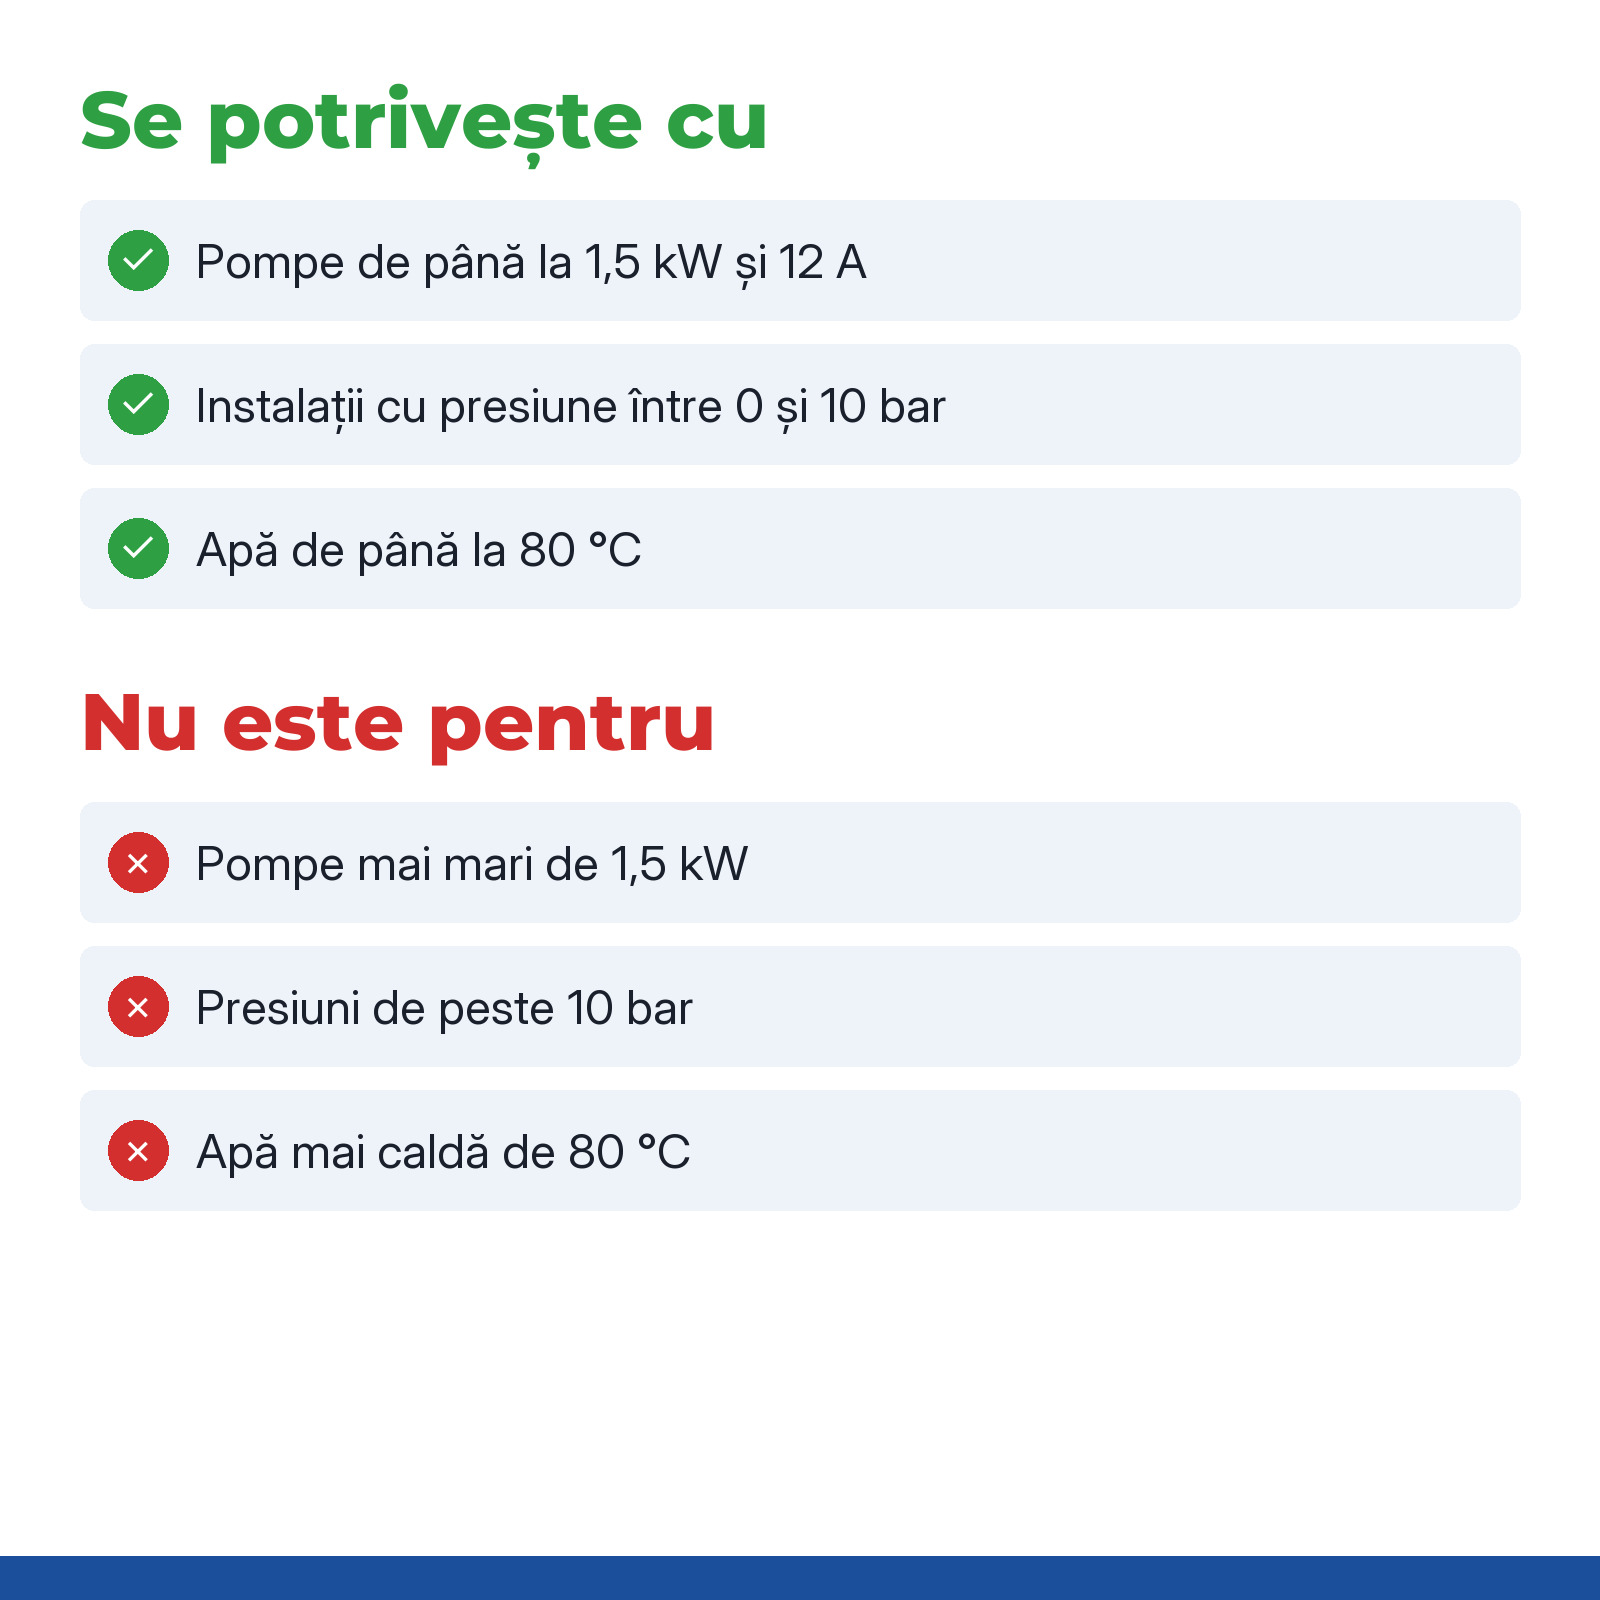 Se potrivește cu
Pompe de până la 1,5 kW și 12 A
Instalații cu presiune între 0 și 10 bar
Apă de până la 80 °C
Nu este pentru
Pompe mai mari de 1,5 kW
Presiuni de peste 10 bar
Apă mai caldă de 80 °C